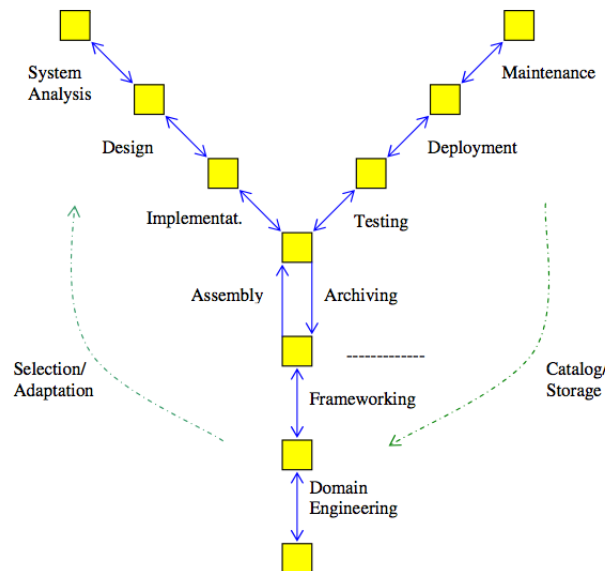 System
Analysis
Maintenance
Design
Deployment
Implementat.
Testing
Assembly
Archiving
Selection/
Adaptation
Catalog/
Storage
Frameworking
Domain
Engineering